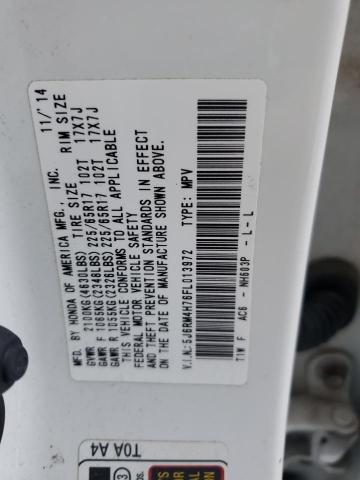 MFD. BY HONDA OF AMERICA MFG., INC. 11/'14
TIRE SIZE RIM SIZE
GVWR 2100KG(4630LBS)
GAWR F 1065KG(2348LBS) 225/65R17 102T 17X7J
GAWR R 1055KG(2326LBS) 225/65R17 102T 17X7J
THIS VEHICLE CONFORMS TO ALL APPLICABLE
FEDERAL MOTOR VEHICLE SAFETY
AND THEFT PREVENTION STANDARDS IN EFFECT
ON THE DATE OF MANUFACTURE SHOWN ABOVE.
V.I.N.:5J6RM4H76FL013972 TYPE: MPV
TIW F AC6 - NH603P - L - L
T0A A4